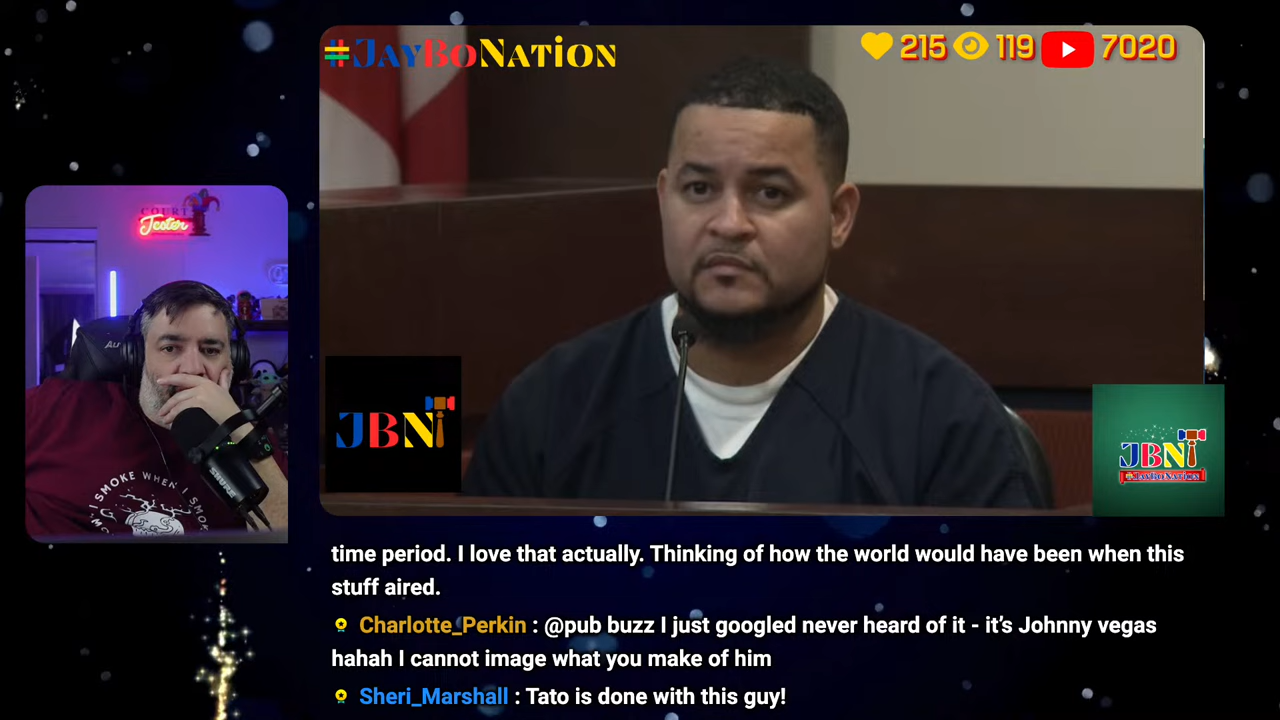 #JayBoNation
215 119 7020
COURT
Jester
JBN
JBN
#JayBoNation
I SMOKE WHEN I SMOK
time period. I love that actually. Thinking of how the world would have been when this
stuff aired.
Charlotte_Perkin : @pub buzz I just googled never heard of it - it’s Johnny vegas
hahah I cannot image what you make of him
Sheri_Marshall : Tato is done with this guy!